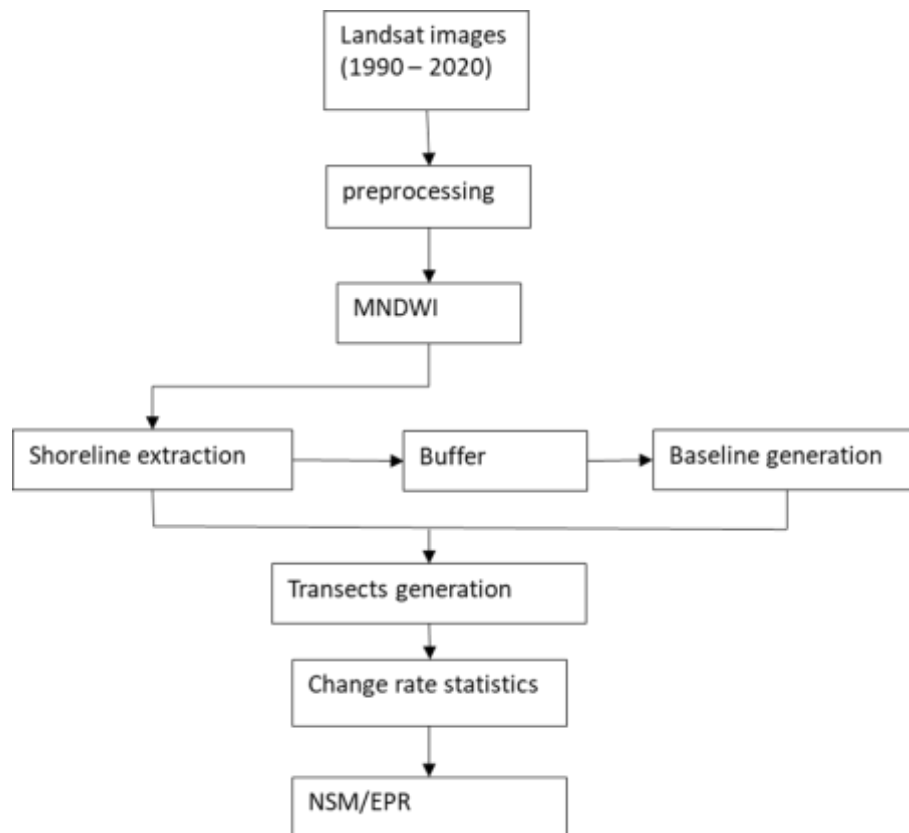 Landsat images
(1990 – 2020)
preprocessing
MNDWI
Shoreline extraction
Buffer
Baseline generation
Transects generation
Change rate statistics
NSM/EPR